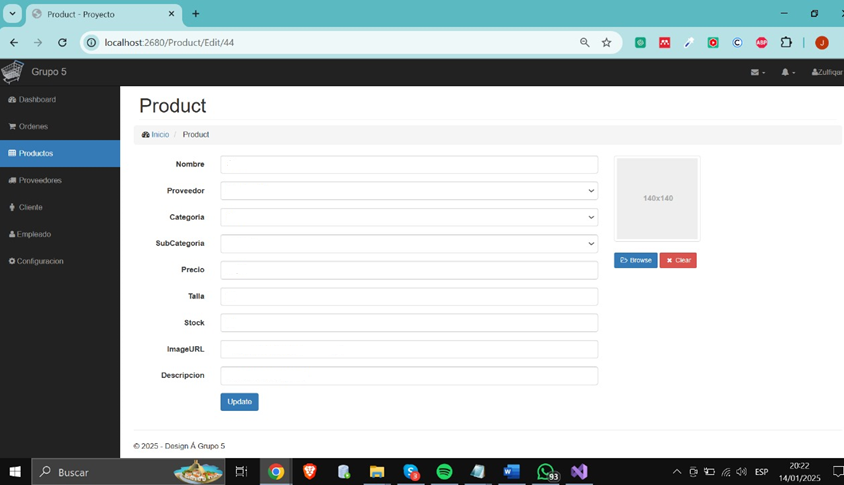 Product - Proyecto
localhost:2680/Product/Edit/44
ABP
J
Grupo 5
Zulfiqar
Dashboard
Ordenes
Productos
Proveedores
Cliente
Empleado
Configuracion
Product
Inicio / Product
Nombre
Proveedor
Categoria
SubCategoria
Precio
Talla
Stock
ImageURL
Descripcion
140x140
Browse
Clear
Update
© 2025 - Design Á Grupo 5
Buscar
93
ESP
20:22
14/01/2025